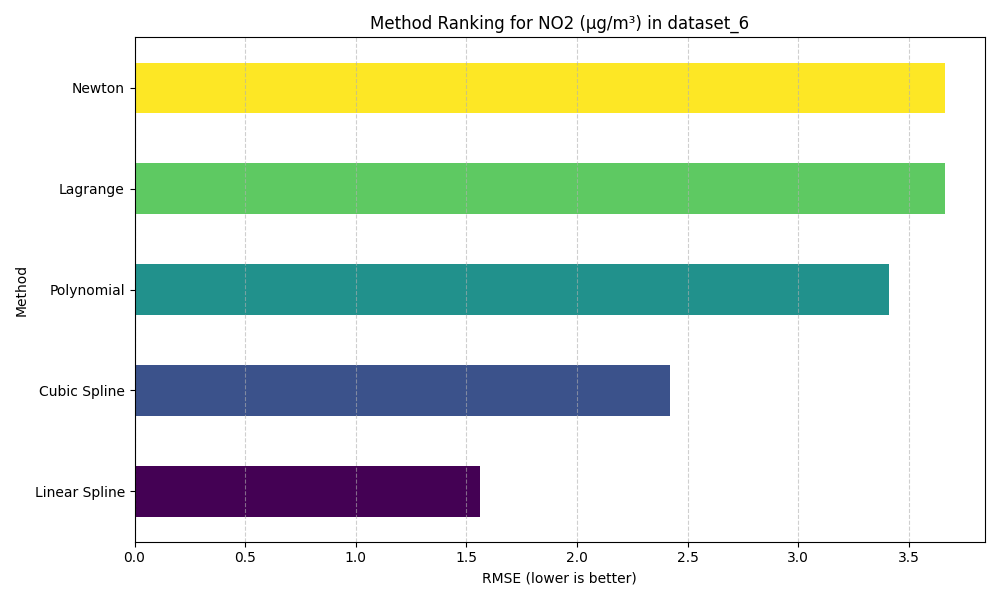 Method Ranking for NO2 (µg/m³) in dataset_6
Newton
Lagrange
Polynomial
Cubic Spline
Linear Spline
Method
0.0 0.5 1.0 1.5 2.0 2.5 3.0 3.5
RMSE (lower is better)